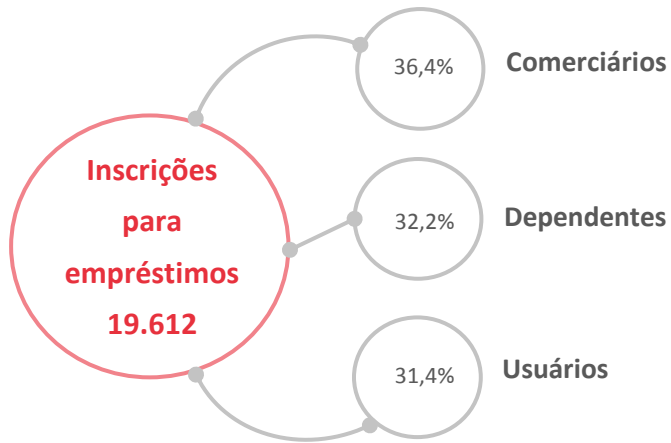 Inscrições
para
empréstimos
19.612
36,4%
Comerciários
32,2%
Dependentes
31,4%
Usuários